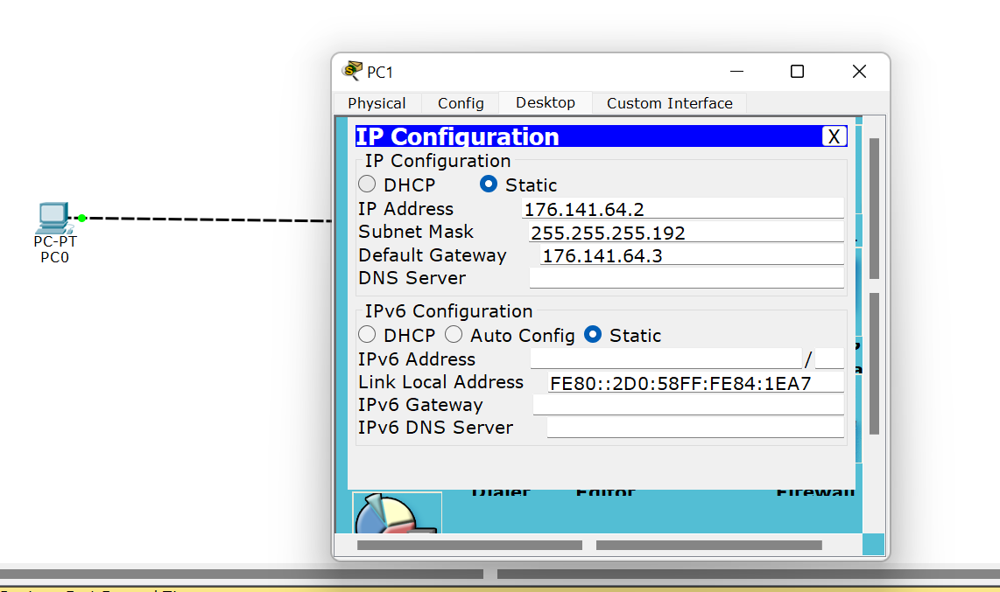 PC1
Physical Config Desktop Custom Interface
IP Configuration X
IP Configuration
DHCP Static
IP Address 176.141.64.2
Subnet Mask 255.255.255.192
Default Gateway 176.141.64.3
DNS Server
IPv6 Configuration
DHCP Auto Config Static
IPv6 Address /
Link Local Address FE80::2D0:58FF:FE84:1EA7
IPv6 Gateway
IPv6 DNS Server
Dialer Editor Firewall
PC-PT
PC0